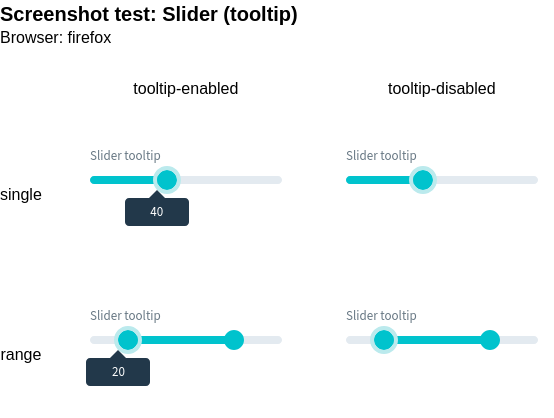 Screenshot test: Slider (tooltip)
Browser: firefox
tooltip-enabled tooltip-disabled
Slider tooltip Slider tooltip
single
40
Slider tooltip Slider tooltip
range
20